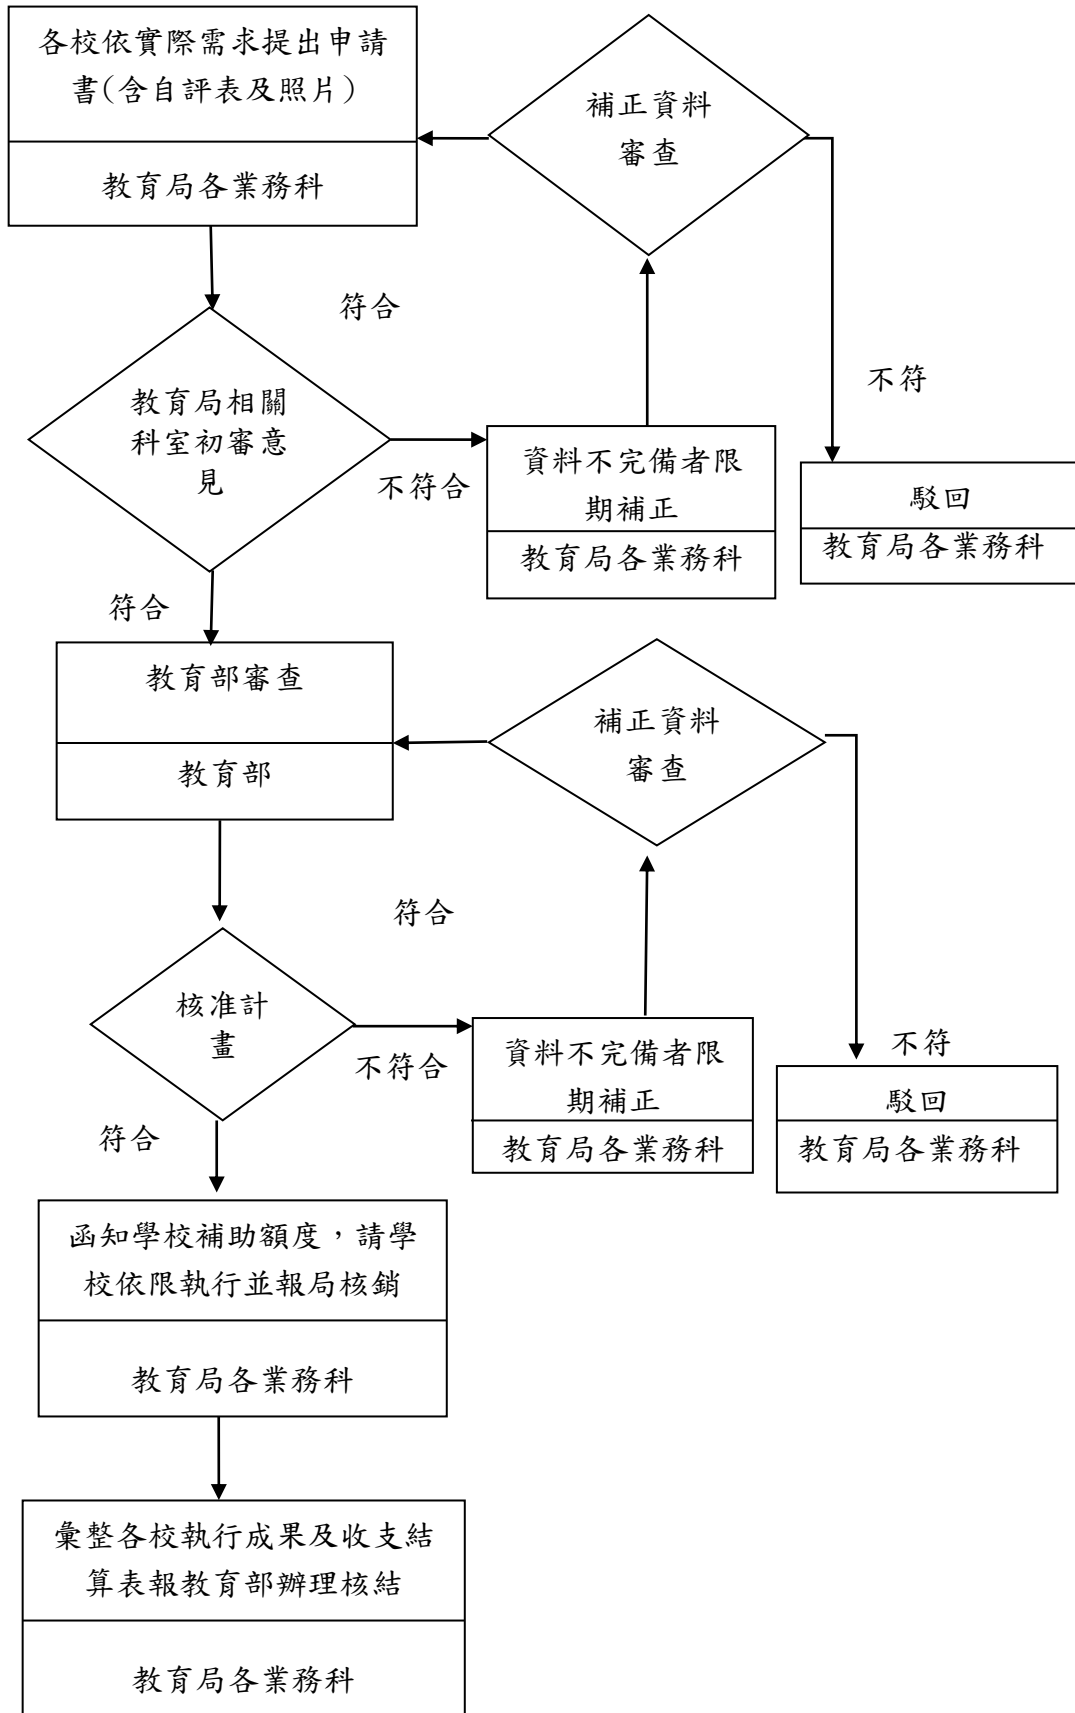 各校依實際需求提出申請
書(含自評表及照片)
教育局各業務科
補正資料
審查
符合
不符
教育局相關
科室初審意
見
不符合
資料不完備者限
期補正
教育局各業務科
駁回
教育局各業務科
符合
教育部審查
教育部
補正資料
審查
符合
核准計
畫
不符合
資料不完備者限
期補正
教育局各業務科
不符
駁回
教育局各業務科
符合
函知學校補助額度，請學
校依限執行並報局核銷
教育局各業務科
彙整各校執行成果及收支結
算表報教育部辦理核結
教育局各業務科